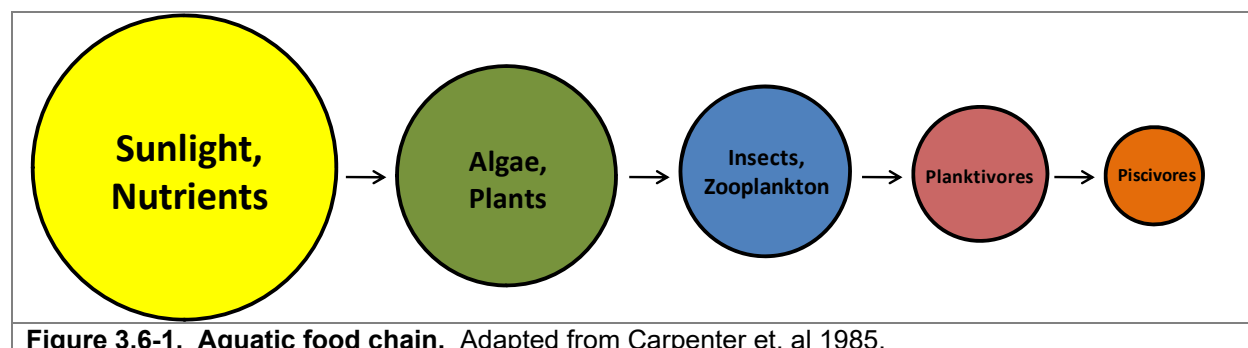 Sunlight,
Nutrients
Algae,
Plants
Insects,
Zooplankton
Planktivores
Piscivores
Figure 3.6-1. Aquatic food chain. Adapted from Carpenter et. al 1985.